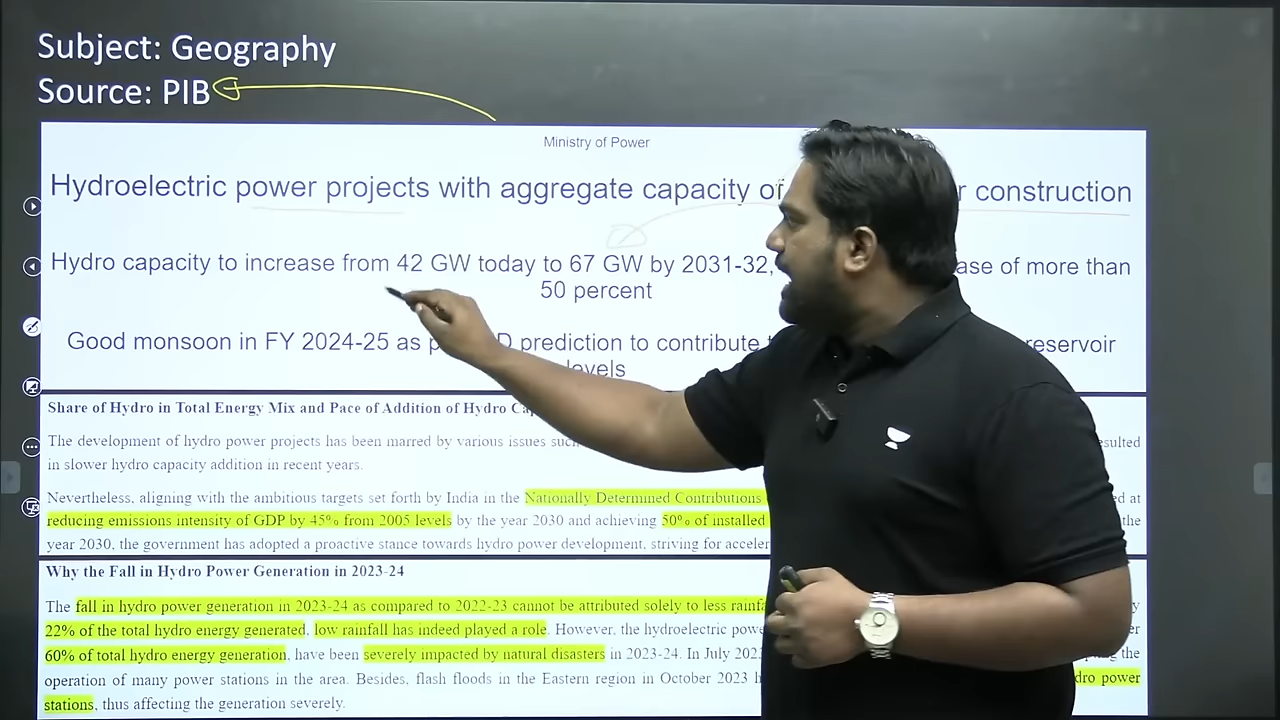 Subject: Geography
Source: PIB
Ministry of Power
Hydroelectric power projects with aggregate capacity of r construction
Hydro capacity to increase from 42 GW today to 67 GW by 2031-32, ase of more than
50 percent
Good monsoon in FY 2024-25 as p D prediction to contribute reservoir
levels
Share of Hydro in Total Energy Mix and Pace of Addition of Hydro
The development of hydro power projects has been marred by various issues esulted
in slower hydro capacity addition in recent years.
Nevertheless, aligning with the ambitious targets set forth by India in the Nationally Determined Contributions ed at
reducing emissions intensity of GDP by 45% from 2005 levels by the year 2030 and achieving 50% of installed the
year 2030, the government has adopted a proactive stance towards hydro power development, striving for
Why the Fall in Hydro Power Generation in 2023-24
The fall in hydro power generation in 2023-24 as compared to 2022-23 cannot be attributed solely to less y
22% of the total hydro energy generated, low rainfall has indeed played a role. However, the hydroelectric er
60% of total hydro energy generation, have been severely impacted by natural disasters in 2023-24. In July the
operation of many power stations in the area. Besides, flash floods in the Eastern region in October 2023 dro power
stations, thus affecting the generation severely.